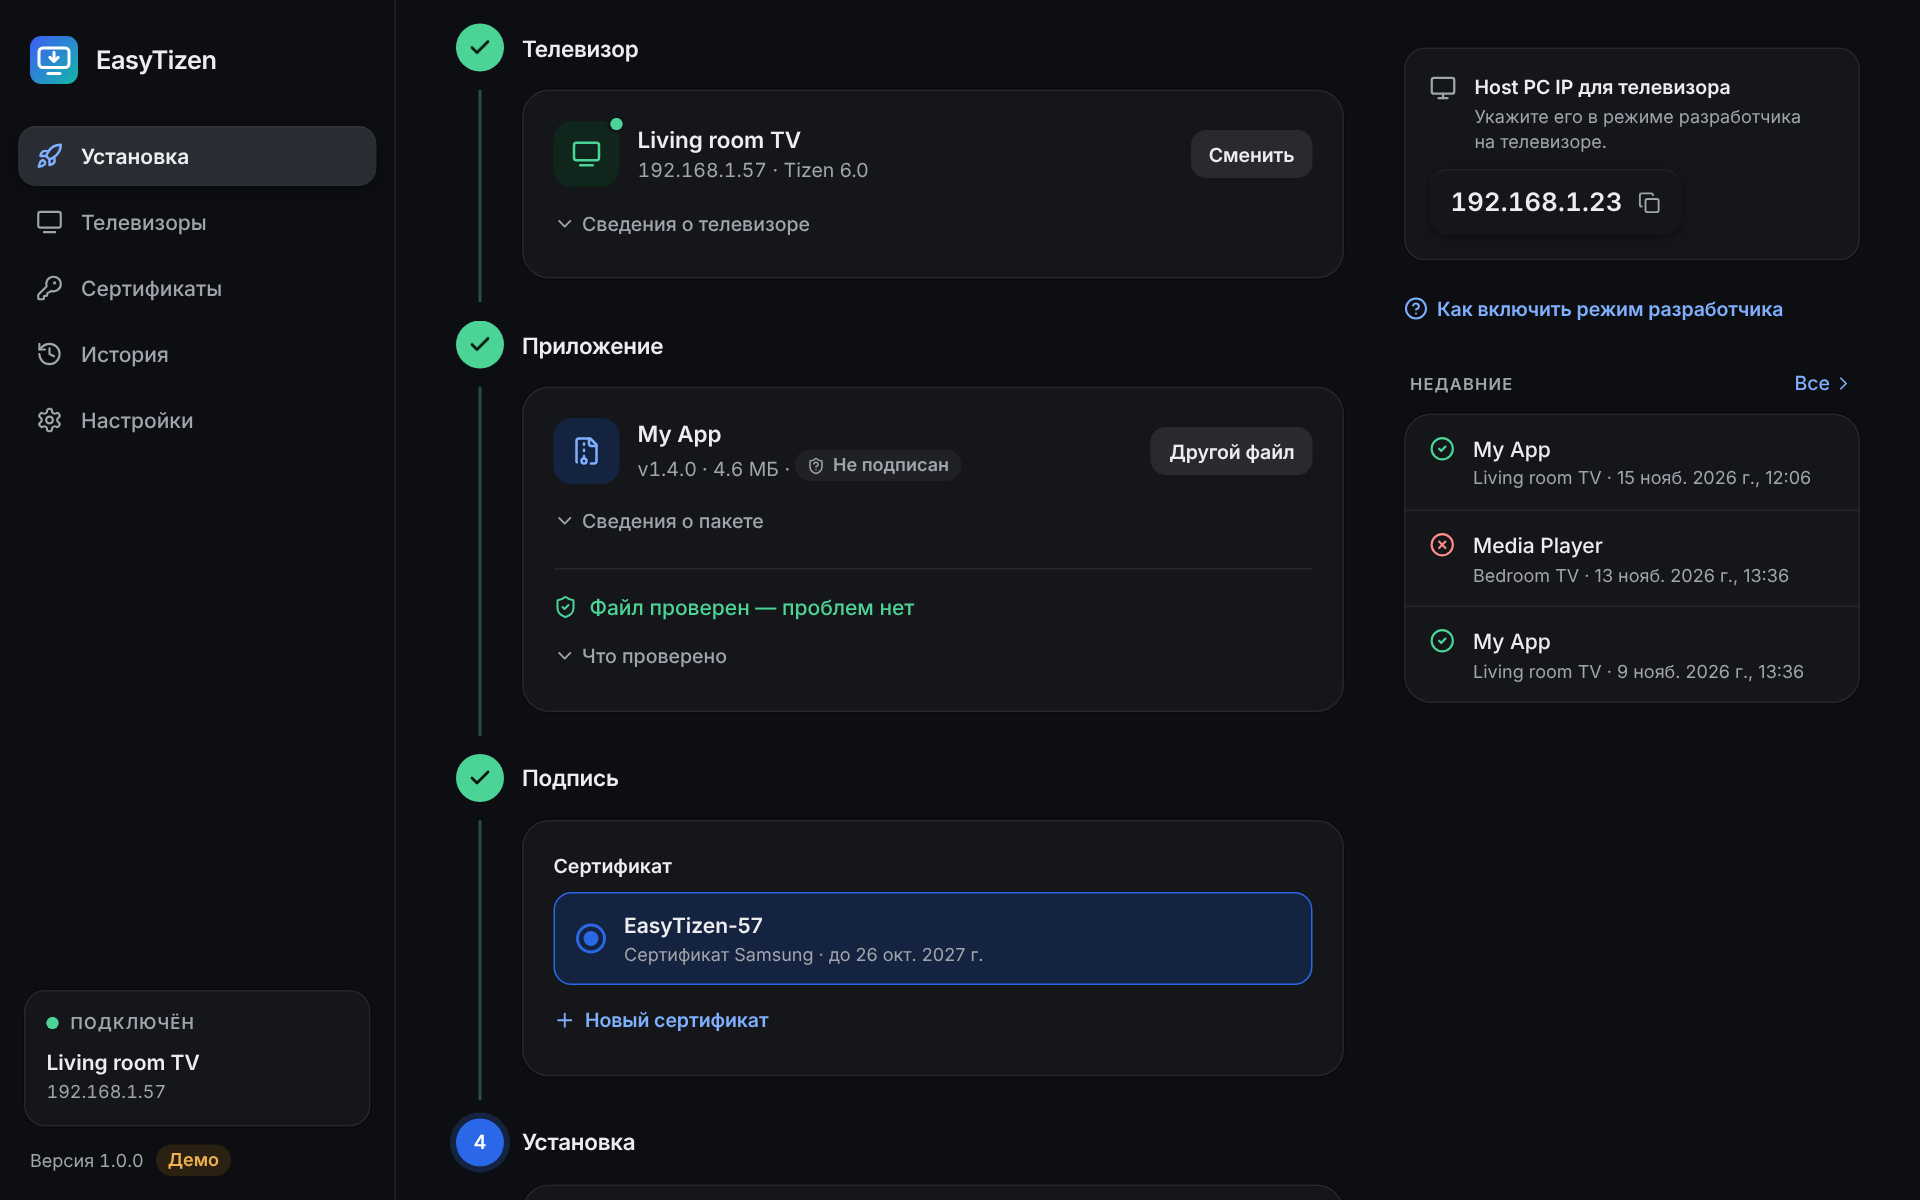 EasyTizen
Установка
Телевизоры
Сертификаты
История
Настройки
ПОДКЛЮЧЁН
Living room TV
192.168.1.57
Версия 1.0.0
Демо
Телевизор
Living room TV
192.168.1.57 · Tizen 6.0
Сменить
Сведения о телевизоре
Приложение
My App
v1.4.0 · 4.6 МБ · Не подписан
Другой файл
Сведения о пакете
Файл проверен — проблем нет
Что проверено
Подпись
Сертификат
EasyTizen-57
Сертификат Samsung · до 26 окт. 2027 г.
Новый сертификат
4
Установка
Host PC IP для телевизора
Укажите его в режиме разработчика
на телевизоре.
192.168.1.23
Как включить режим разработчика
НЕДАВНИЕ
Все
My App
Living room TV · 15 нояб. 2026 г., 12:06
Media Player
Bedroom TV · 13 нояб. 2026 г., 13:36
My App
Living room TV · 9 нояб. 2026 г., 13:36